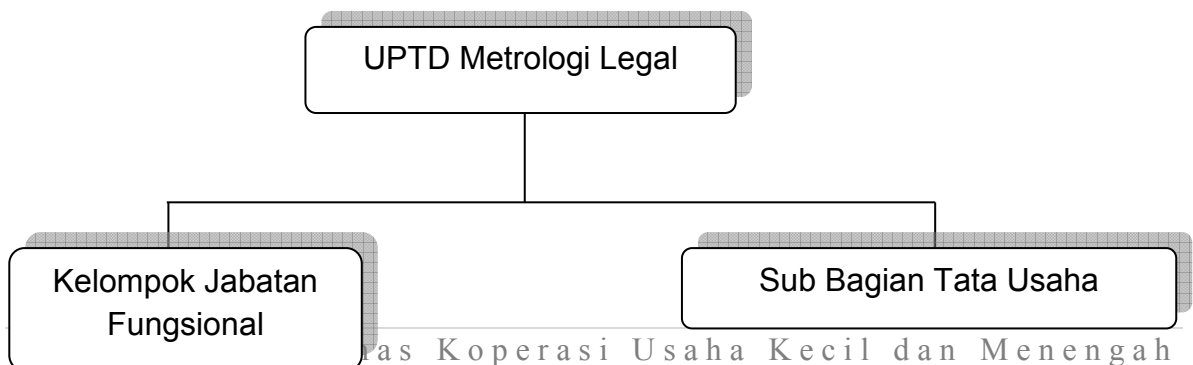 UPTD Metrologi Legal
Kelompok Jabatan
Fungsional
Sub Bagian Tata Usaha
Koperasi Usaha Kecil dan Menengah